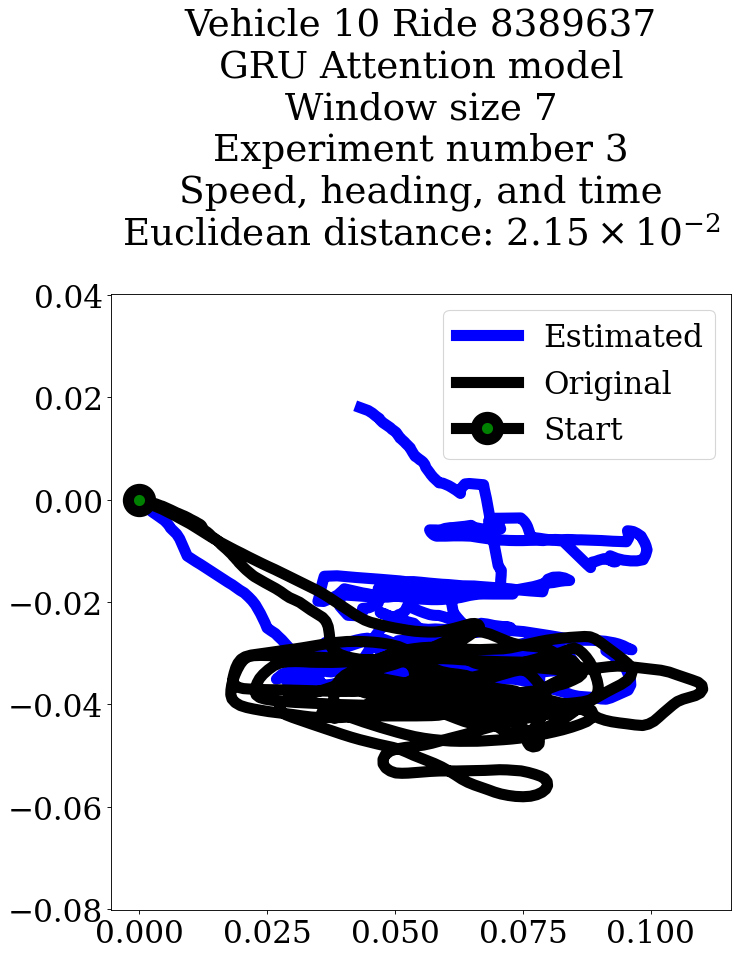 Vehicle 10 Ride 8389637
GRU Attention model
Window size 7
Experiment number 3
Speed, heading, and time
Euclidean distance: 2.15 × 10⁻²
Estimated
Original
Start
0.04
0.02
0.00
−0.02
−0.04
−0.06
−0.08
0.000 0.025 0.050 0.075 0.100